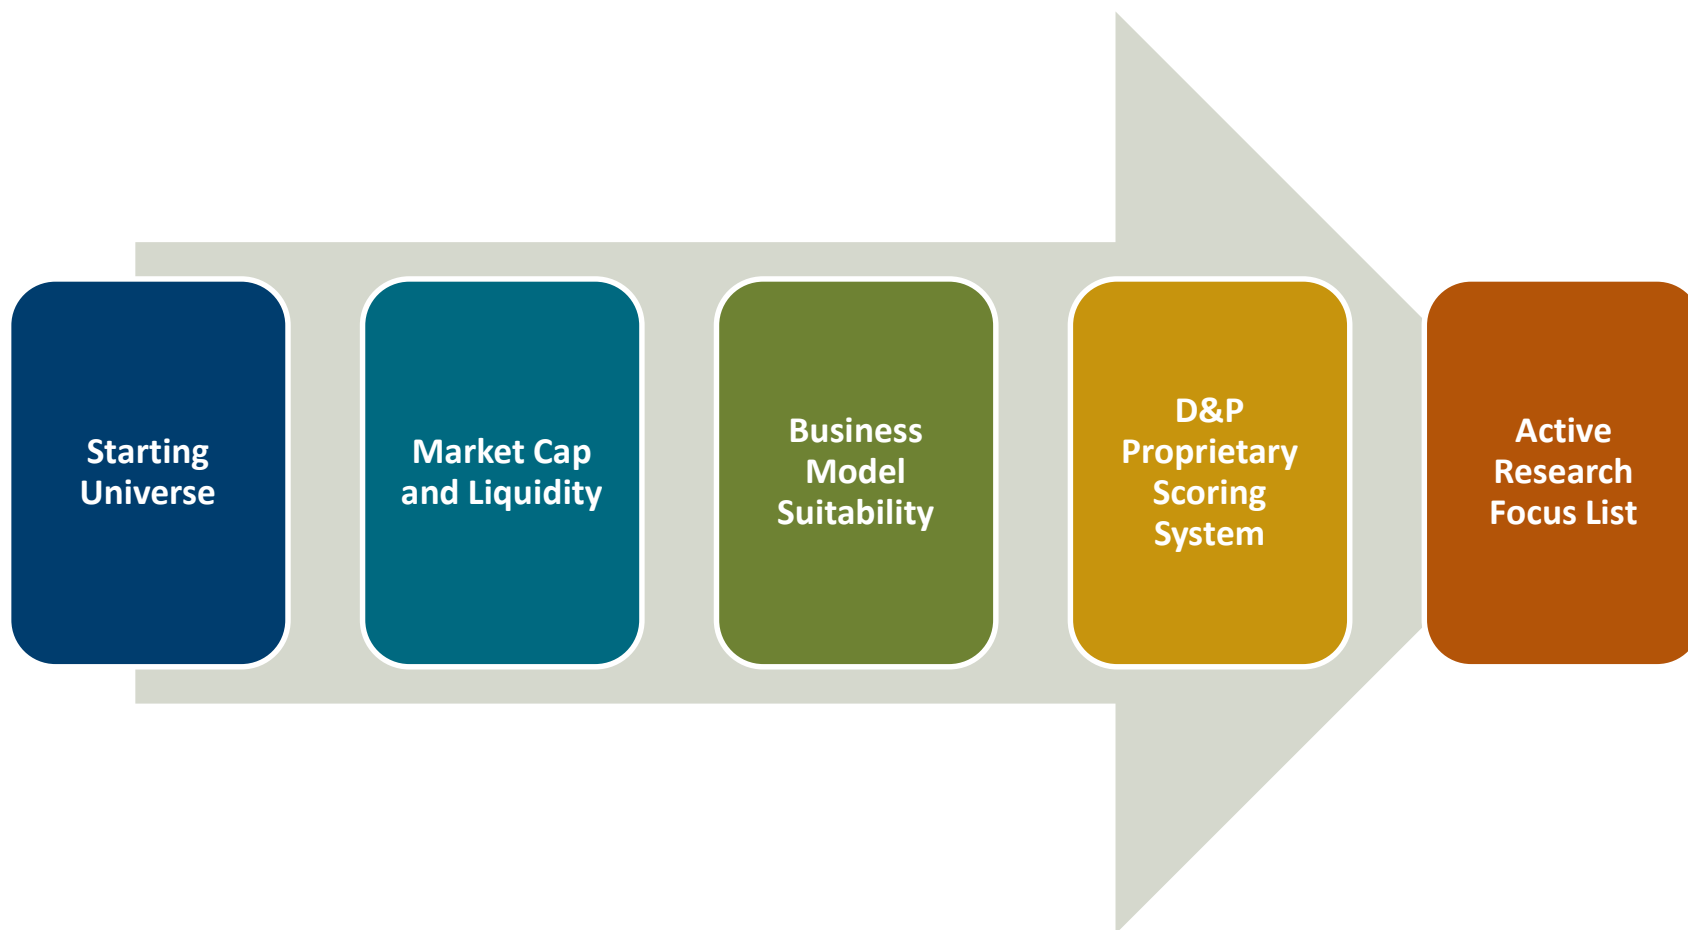 Starting
Universe
Market Cap
and Liquidity
Business
Model
Suitability
D&P
Proprietary
Scoring
System
Active
Research
Focus List